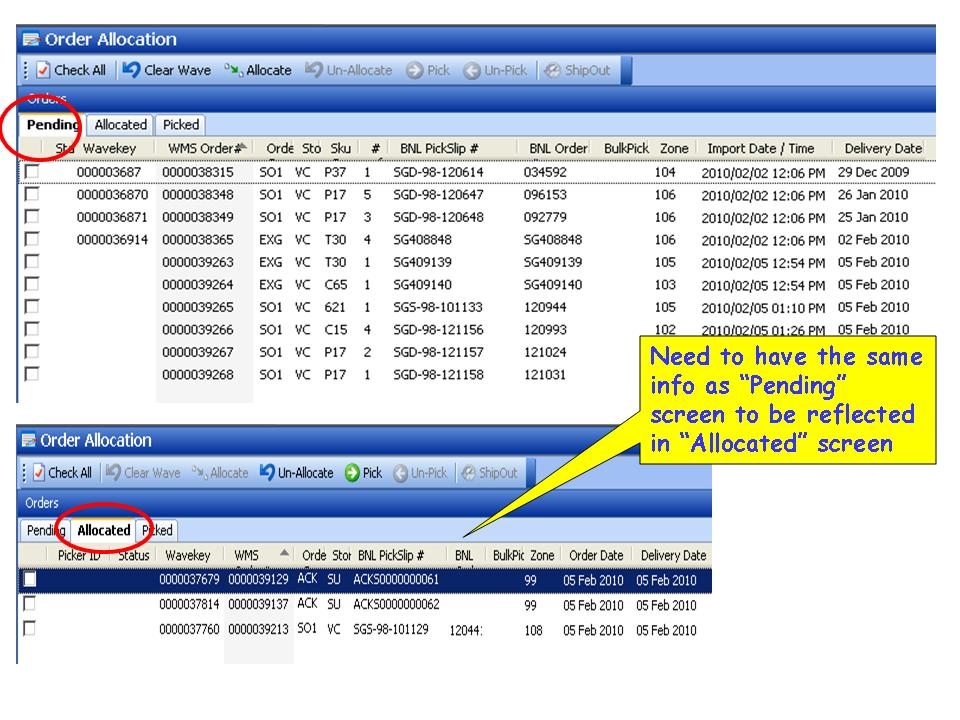 Order Allocation
Check All Clear Wave Allocate Un-Allocate Pick Un-Pick ShipOut
Orders
Pending Allocated Picked
Sta Wavekey WMS Order# Orde Sto Sku # BNL PickSlip # BNL Order BulkPick Zone Import Date / Time Delivery Date
000003687 0000038315 SO1 VC P37 1 SGD-98-120614 034592 104 2010/02/02 12:06 PM 29 Dec 2009
0000036870 0000038348 SO1 VC P17 5 SGD-98-120647 096153 106 2010/02/02 12:06 PM 26 Jan 2010
0000036871 0000038349 SO1 VC P17 3 SGD-98-120648 092779 106 2010/02/02 12:06 PM 25 Jan 2010
0000036914 0000038365 EXG VC T30 4 SG408848 SG408848 106 2010/02/02 12:06 PM 02 Feb 2010
0000039263 EXG VC T30 1 SG409139 SG409139 105 2010/02/05 12:54 PM 05 Feb 2010
0000039264 EXG VC C65 1 SG409140 SG409140 103 2010/02/05 12:54 PM 05 Feb 2010
0000039265 SO1 VC 621 1 SGS-98-101133 120944 105 2010/02/05 01:10 PM 05 Feb 2010
0000039266 SO1 VC C15 4 SGD-98-121156 120993 102 2010/02/05 01:26 PM 05 Feb 2010
0000039267 SO1 VC P17 2 SGD-98-121157 121024
0000039268 SO1 VC P17 1 SGD-98-121158 121031
Need to have the same
info as “Pending”
screen to be reflected
in “Allocated” screen
Order Allocation
Check All Clear Wave Allocate Un-Allocate Pick Un-Pick ShipOut
Orders
Pending Allocated Picked
Picker ID Status Wavekey WMS Orde Stor BNL PickSlip # BNL BulkPic Zone Order Date Delivery Date
0000037679 0000039129 ACK SU ACKS0000000061 99 05 Feb 2010 05 Feb 2010
0000037814 0000039137 ACK SU ACKS0000000062 99 05 Feb 2010 05 Feb 2010
0000037760 0000039213 SO1 VC SGS-98-101129 12044 108 05 Feb 2010 05 Feb 2010